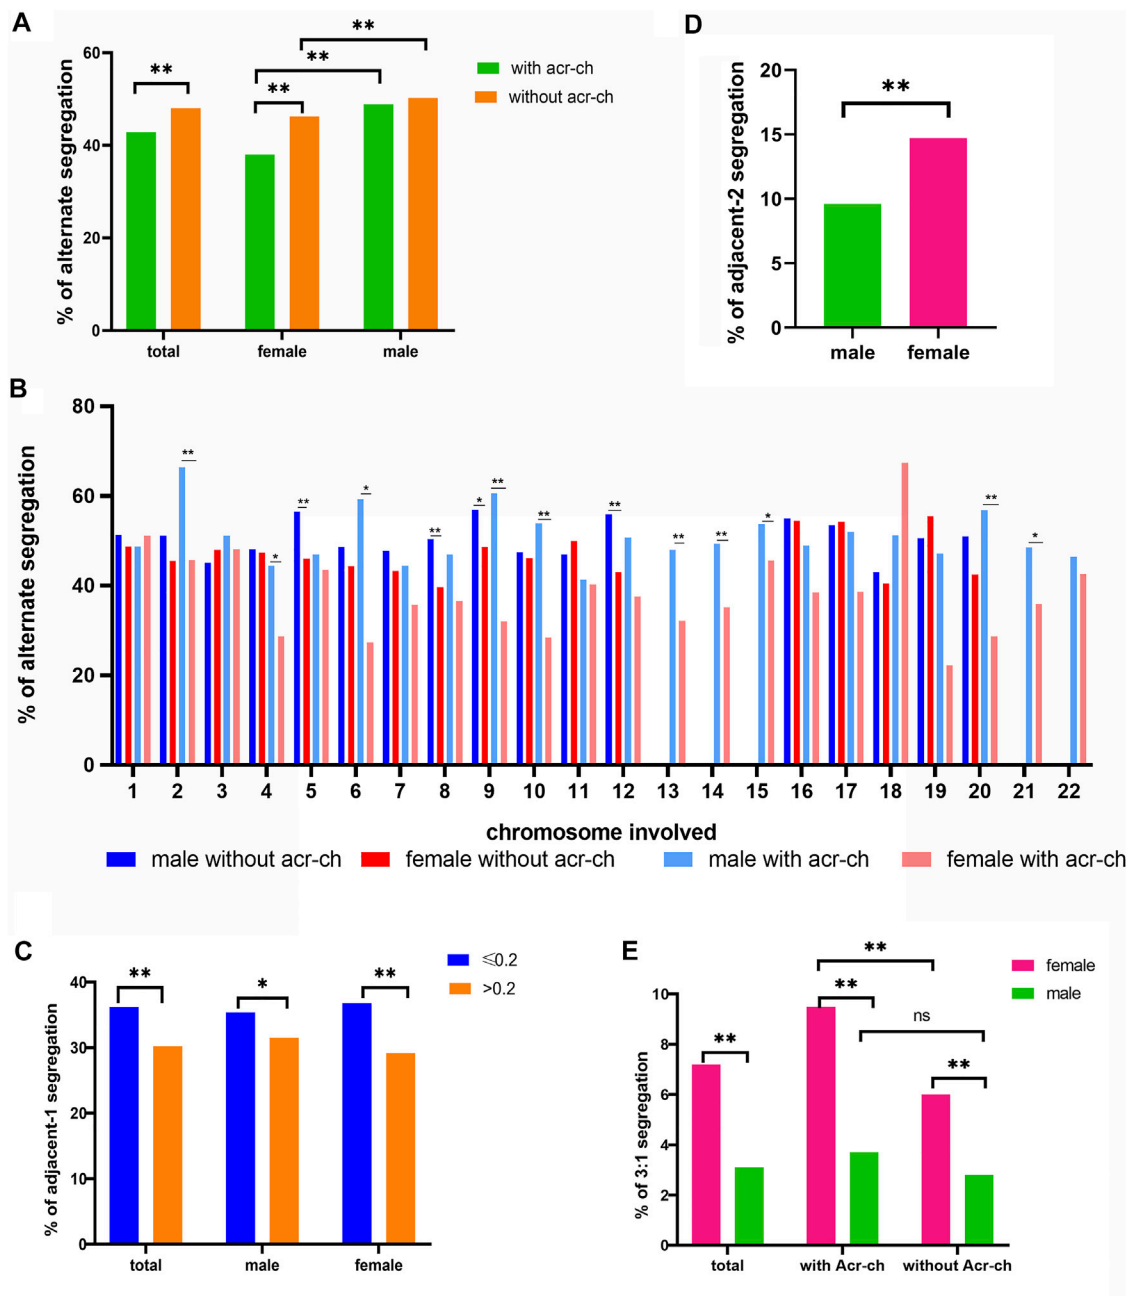 A
% of alternate segregation
60
40
20
0
total
female
male
**
**
**
**
with acr-ch
without acr-ch
D
% of adjacent-2 segregation
20
15
10
5
0
male
female
**
B
% of alternate segregation
80
60
40
20
0
**
*
**
*
**
*
**
**
**
**
**
*
**
*
1 2 3 4 5 6 7 8 9 10 11 12 13 14 15 16 17 18 19 20 21 22
chromosome involved
male without acr-ch female without acr-ch male with acr-ch female with acr-ch
C
% of adjacent-1 segregation
40
30
20
10
0
total
male
female
**
*
**
≤0.2
>0.2
E
% of 3:1 segregation
10
8
6
4
2
0
total
with Acr-ch
without Acr-ch
**
**
**
ns
**
female
male